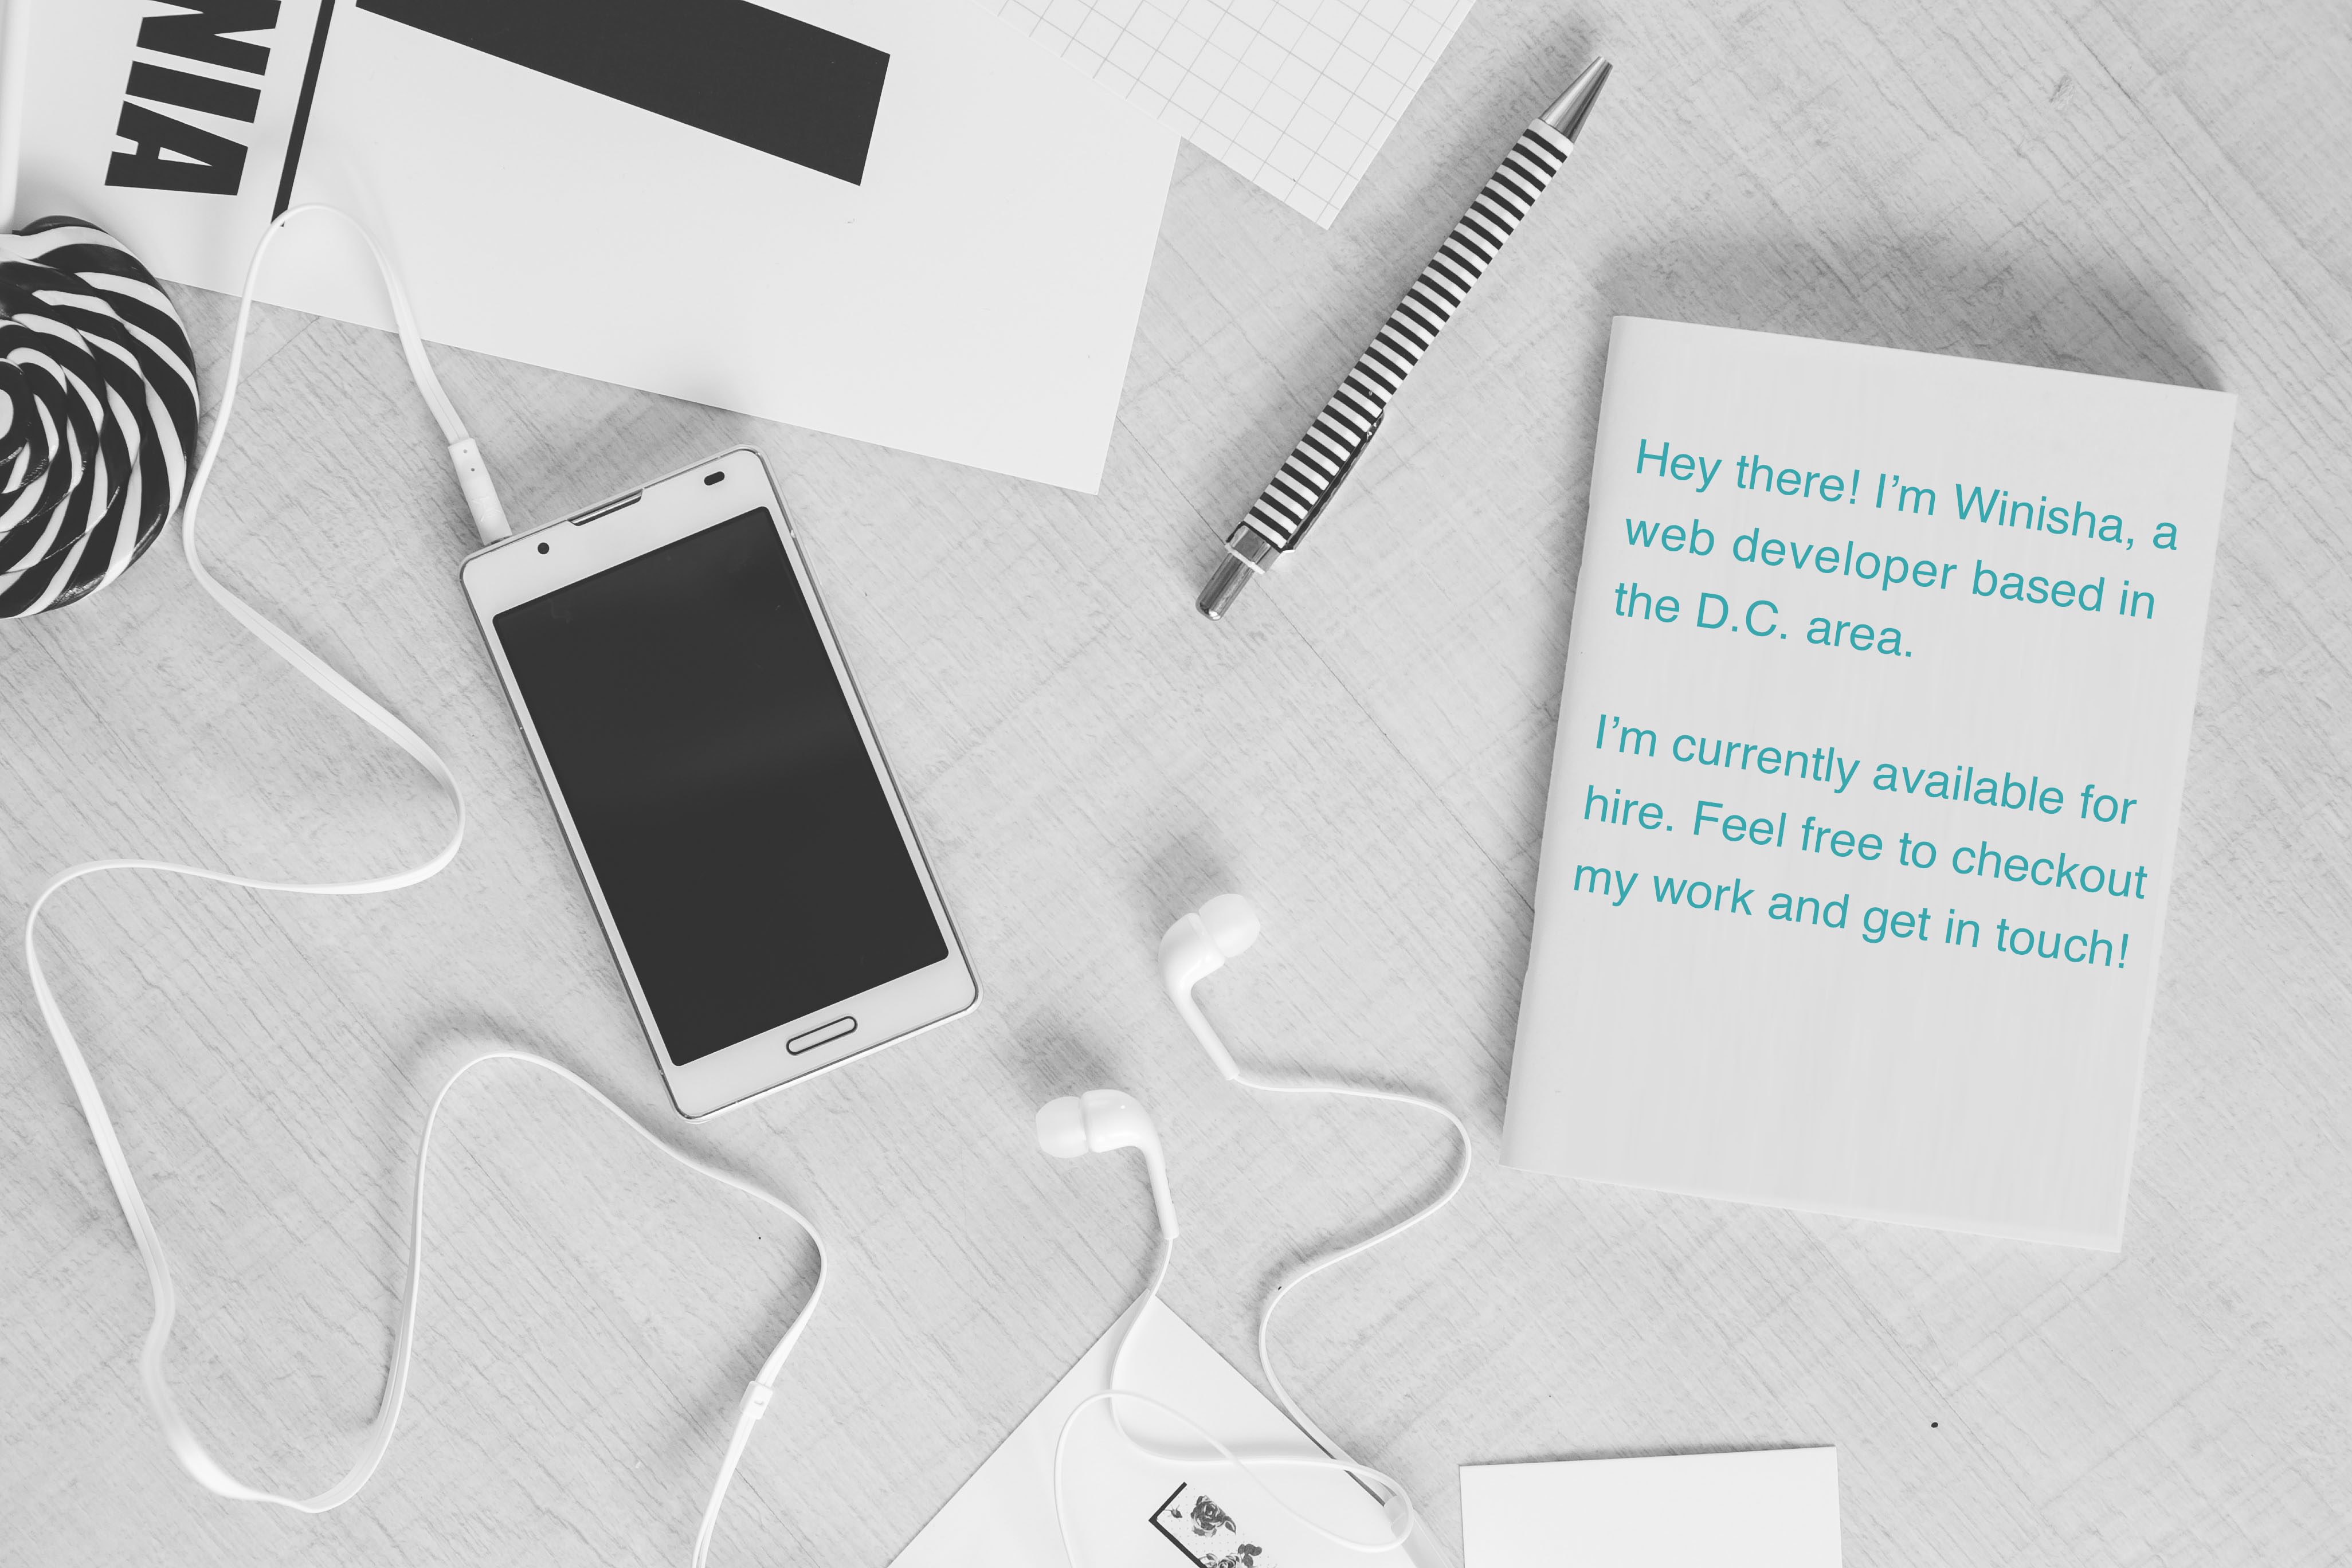 NIA
Hey there! I’m Winisha, a
web developer based in
the D.C. area.
I’m currently available for
hire. Feel free to checkout
my work and get in touch!